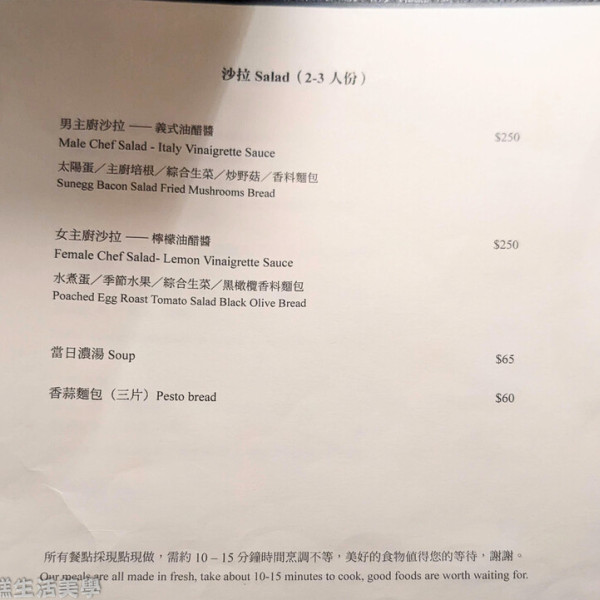 沙拉 Salad（2-3 人份）
男主廚沙拉 —— 義式油醋醬 $250
Male Chef Salad - Italy Vinaigrette Sauce
太陽蛋／主廚培根／綜合生菜／炒野菇／香料麵包
Sunegg Bacon Salad Fried Mushrooms Bread
女主廚沙拉 —— 檸檬油醋醬 $250
Female Chef Salad- Lemon Vinaigrette Sauce
水煮蛋／季節水果／綜合生菜／黑橄欖香料麵包
Poached Egg Roast Tomato Salad Black Olive Bread
當日濃湯 Soup $65
香蒜麵包（三片）Pesto bread $60
所有餐點採現點現做，需約 10 – 15 分鐘時間烹調不等，美好的食物值得您的等待，謝謝。
Our meals are all made in fresh, take about 10-15 minutes to cook, good foods are worth waiting for.
生活美學